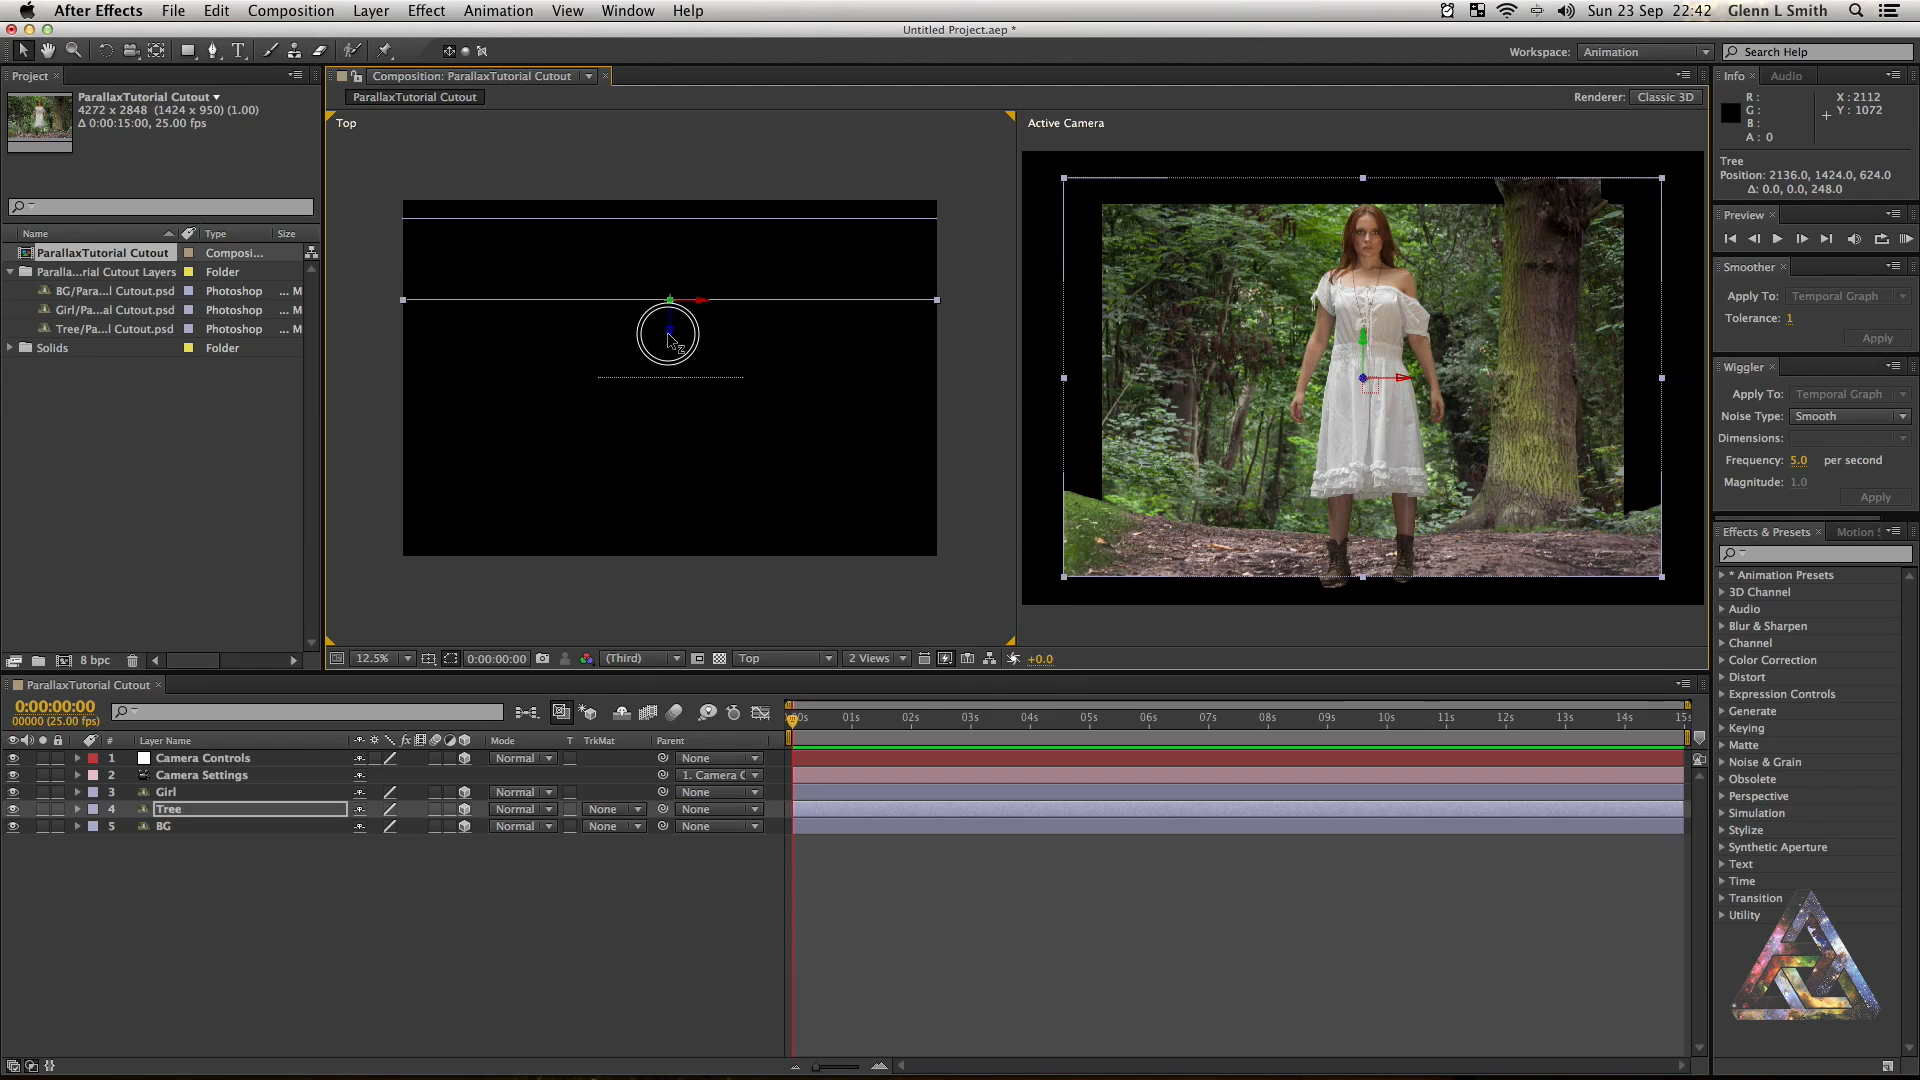 After Effects File Edit Composition Layer Effect Animation View Window Help
Sun 23 Sep 22:42 Glenn L Smith
Untitled Project.aep *
Workspace: Animation
Search Help
Project
ParallaxTutorial Cutout
4272 x 2848 (1424 x 950) (1.00)
Δ 0:00:15:00, 25.00 fps
Name Type Size
ParallaxTutorial Cutout Composi...
Paralla...rial Cutout Layers Folder
BG/Para...l Cutout.psd Photoshop ... M
Girl/Pa...al Cutout.psd Photoshop ... M
Tree/Pa...l Cutout.psd Photoshop ... M
Solids Folder
8 bpc
Composition: ParallaxTutorial Cutout
ParallaxTutorial Cutout
Renderer: Classic 3D
Top
Active Camera
12.5% 0:00:00:00 (Third) Top 2 Views +0.0
Info Audio
R :
G :
B :
A : 0
X : 2112
Y : 1072
Tree
Position: 2136.0, 1424.0, 624.0
Δ: 0.0, 0.0, 248.0
Preview
Smoother
Apply To: Temporal Graph
Tolerance: 1
Apply
Wiggler
Apply To: Temporal Graph
Noise Type: Smooth
Dimensions:
Frequency: 5.0 per second
Magnitude: 1.0
Apply
Effects & Presets Motion
* Animation Presets
3D Channel
Audio
Blur & Sharpen
Channel
Color Correction
Distort
Expression Controls
Generate
Keying
Matte
Noise & Grain
Obsolete
Perspective
Simulation
Stylize
Synthetic Aperture
Text
Time
Transition
Utility
ParallaxTutorial Cutout
0:00:00:00
00000 (25.00 fps)
# Layer Name fx Mode T TrkMat Parent
00s 01s 02s 03s 04s 05s 06s 07s 08s 09s 10s 11s 12s 13s 14s 15s
1 Camera Controls Normal None
2 Camera Settings 1. Camera C
3 Girl Normal None
4 Tree Normal None None
5 BG Normal None None